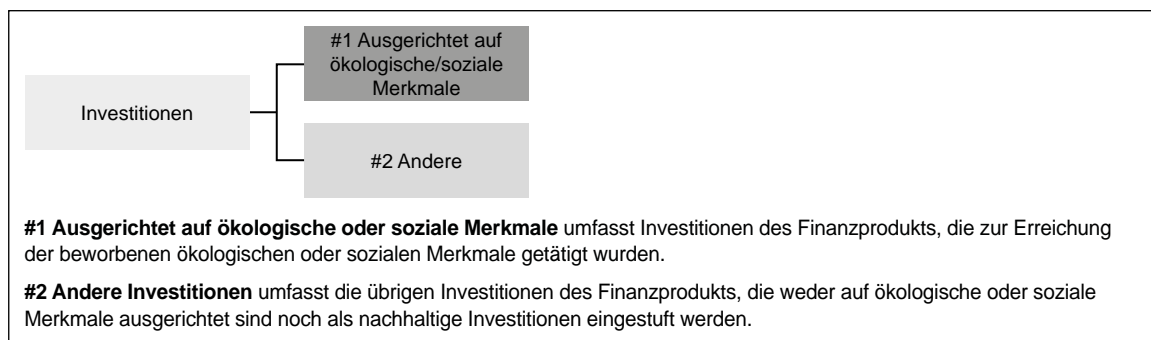 #1 Ausgerichtet auf
ökologische/soziale
Merkmale
Investitionen
#2 Andere
#1 Ausgerichtet auf ökologische oder soziale Merkmale umfasst Investitionen des Finanzprodukts, die zur Erreichung
der beworbenen ökologischen oder sozialen Merkmale getätigt wurden.
#2 Andere Investitionen umfasst die übrigen Investitionen des Finanzprodukts, die weder auf ökologische oder soziale
Merkmale ausgerichtet sind noch als nachhaltige Investitionen eingestuft werden.